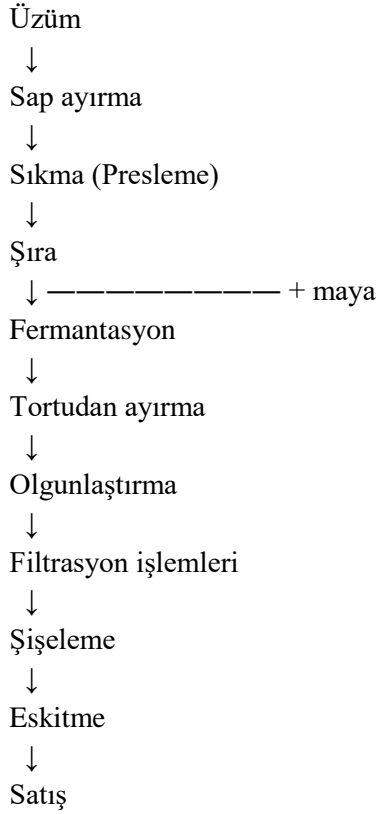 Üzüm
↓
Sap ayırma
↓
Sıkma (Presleme)
↓
Şıra
↓ ———————— + maya
Fermantasyon
↓
Tortudan ayırma
↓
Olgunlaştırma
↓
Filtrasyon işlemleri
↓
Şişeleme
↓
Eskitme
↓
Satış